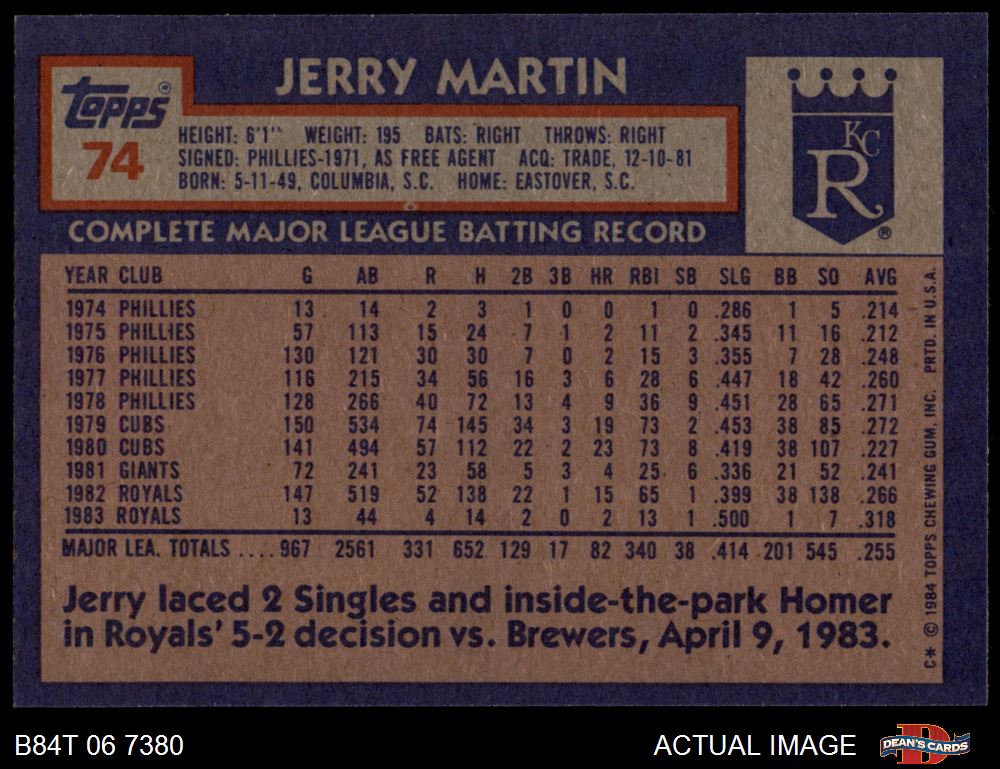 JERRY MARTIN
TOPPS®
74
HEIGHT: 6'1" WEIGHT: 195 BATS: RIGHT THROWS: RIGHT
SIGNED: PHILLIES-1971, AS FREE AGENT ACQ: TRADE, 12-10-81
BORN: 5-11-49, COLUMBIA, S.C. HOME: EASTOVER, S.C.
KC
R
®
COMPLETE MAJOR LEAGUE BATTING RECORD
YEAR CLUB G AB R H 2B 3B HR RBI SB SLG BB SO AVG
1974 PHILLIES 13 14 2 3 1 0 0 1 0 .286 1 5 .214
1975 PHILLIES 57 113 15 24 7 1 2 11 2 .345 11 16 .212
1976 PHILLIES 130 121 30 30 7 0 2 15 3 .355 7 28 .248
1977 PHILLIES 116 215 34 56 16 3 6 28 6 .447 18 42 .260
1978 PHILLIES 128 266 40 72 13 4 9 36 9 .451 28 65 .271
1979 CUBS 150 534 74 145 34 3 19 73 2 .453 38 85 .272
1980 CUBS 141 494 57 112 22 2 23 73 8 .419 38 107 .227
1981 GIANTS 72 241 23 58 5 3 4 25 6 .336 21 52 .241
1982 ROYALS 147 519 52 138 22 1 15 65 1 .399 38 138 .266
1983 ROYALS 13 44 4 14 2 0 2 13 1 .500 1 7 .318
MAJOR LEA. TOTALS .... 967 2561 331 652 129 17 82 340 38 .414 201 545 .255
Jerry laced 2 Singles and inside-the-park Homer
in Royals' 5-2 decision vs. Brewers, April 9, 1983.
C* © 1984 TOPPS CHEWING GUM, INC. PRTD. IN U.S.A.
B84T 06 7380
ACTUAL IMAGE
D
DEAN'S CARDS